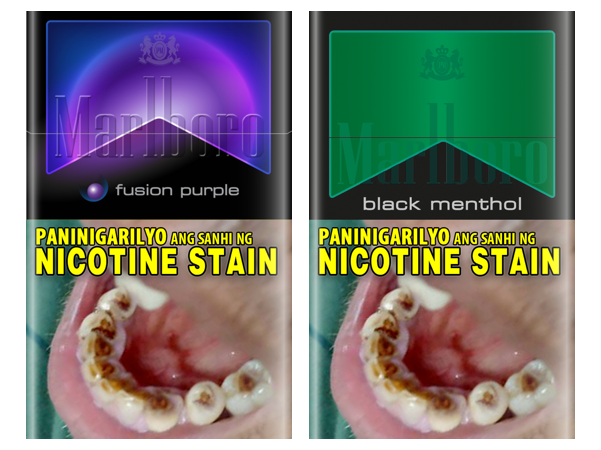 Marlboro
fusion purple
PANINIGARILYO ANG SANHI NG
NICOTINE STAIN
Marlboro
black menthol
PANINIGARILYO ANG SANHI NG
NICOTINE STAIN